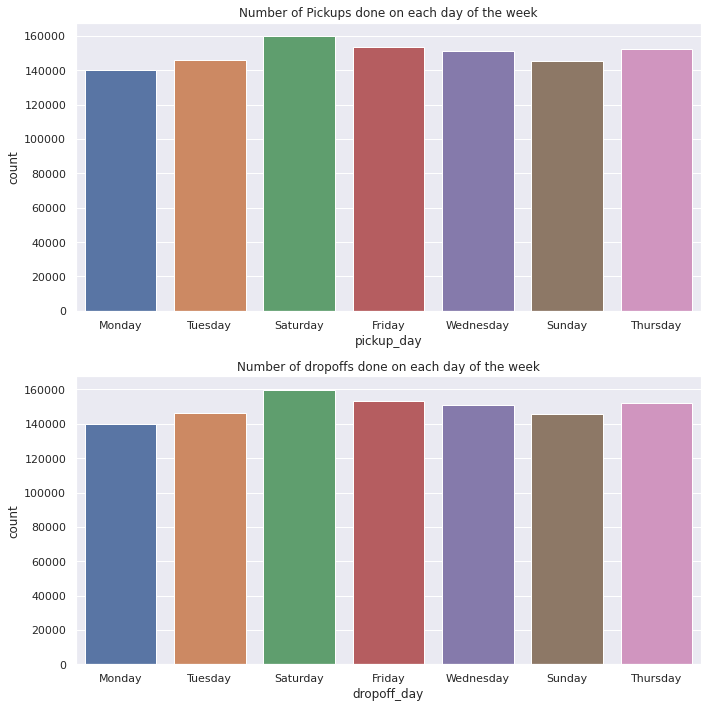 Number of Pickups done on each day of the week
160000
140000
120000
100000
80000
60000
40000
20000
0
count
Monday Tuesday Saturday Friday Wednesday Sunday Thursday
pickup_day
Number of dropoffs done on each day of the week
160000
140000
120000
100000
80000
60000
40000
20000
0
count
Monday Tuesday Saturday Friday Wednesday Sunday Thursday
dropoff_day